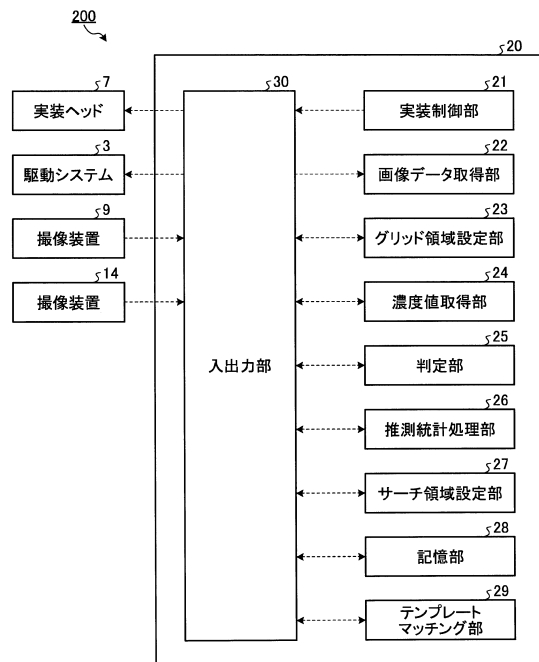 200
20
7
実装ヘッド
3
駆動システム
9
撮像装置
14
撮像装置
30
入出力部
21
実装制御部
22
画像データ取得部
23
グリッド領域設定部
24
濃度値取得部
25
判定部
26
推測統計処理部
27
サーチ領域設定部
28
記憶部
29
テンプレート
マッチング部